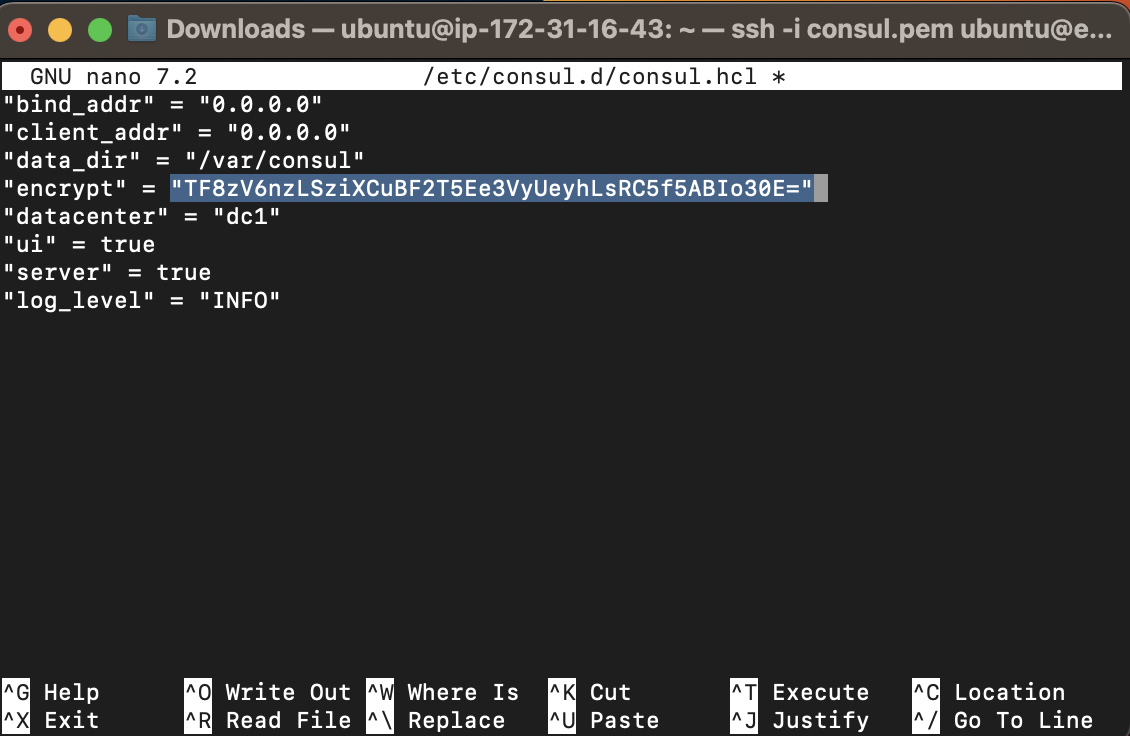 Downloads — ubuntu@ip-172-31-16-43: ~ — ssh -i consul.pem ubuntu@e...
GNU nano 7.2 /etc/consul.d/consul.hcl *
"bind_addr" = "0.0.0.0"
"client_addr" = "0.0.0.0"
"data_dir" = "/var/consul"
"encrypt" = "TF8zV6nzLSziXCuBF2T5Ee3VyUeyhLsRC5f5ABIo30E="
"datacenter" = "dc1"
"ui" = true
"server" = true
"log_level" = "INFO"
^G Help ^O Write Out ^W Where Is ^K Cut ^T Execute ^C Location
^X Exit ^R Read File ^\ Replace ^U Paste ^J Justify ^/ Go To Line